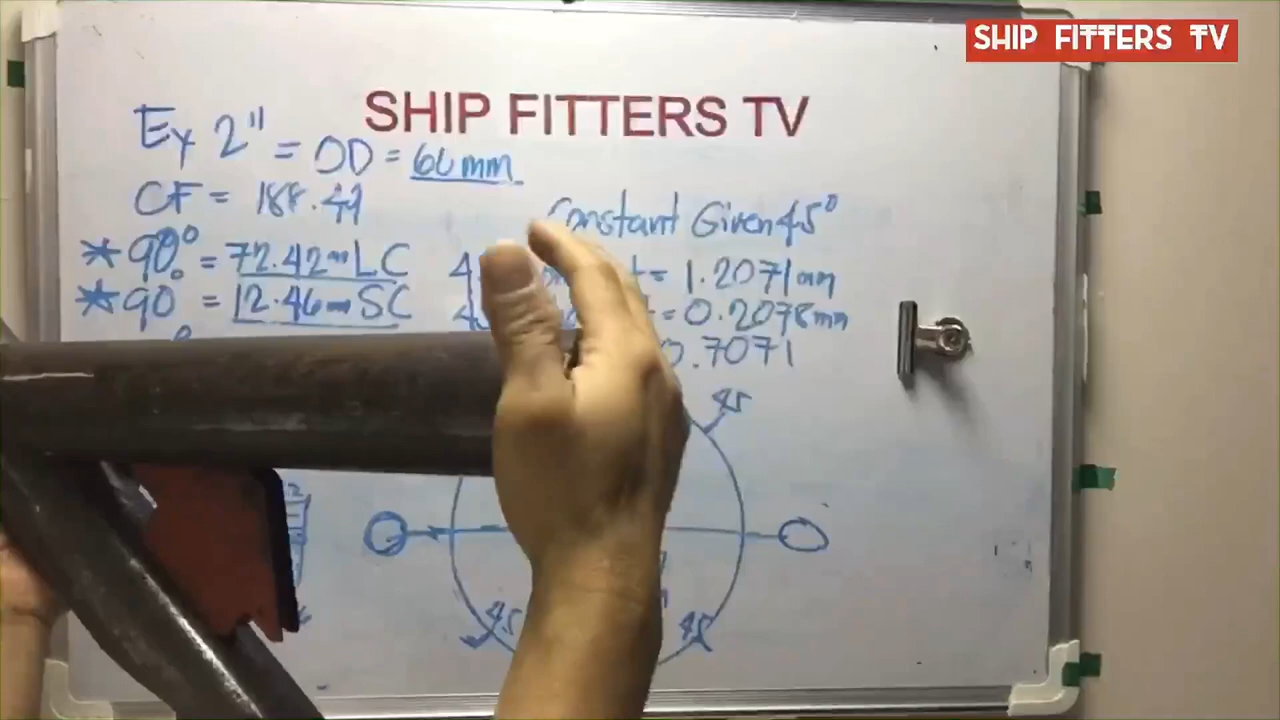 SHIP FITTERS TV
SHIP FITTERS TV
Ex 2" = OD = 60mm
CF = 188.49
Constant Given 45°
*90° = 72.42mm LC
= 1.2071mm
*90° = 12.46mm SC
= 0.2078mm
0.7071
45
45
45